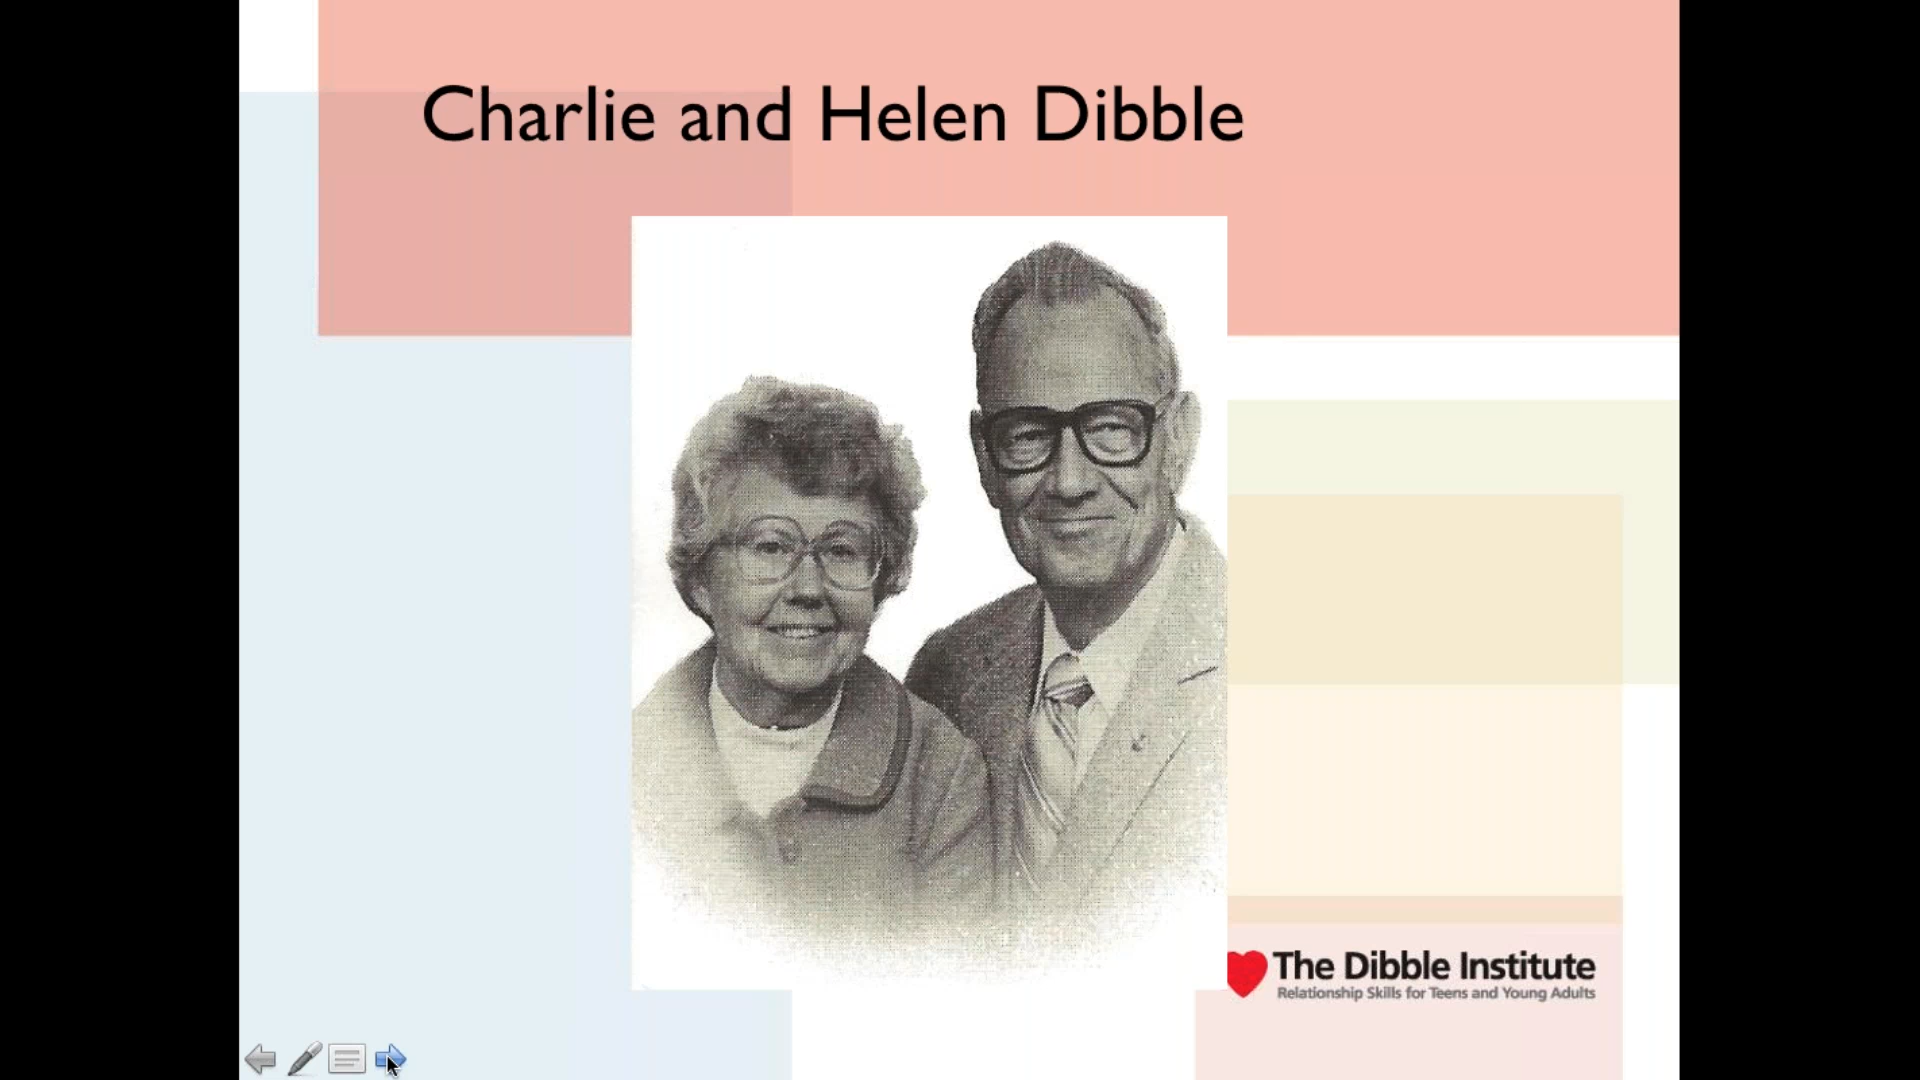 Charlie and Helen Dibble
The Dibble Institute
Relationship Skills for Teens and Young Adults